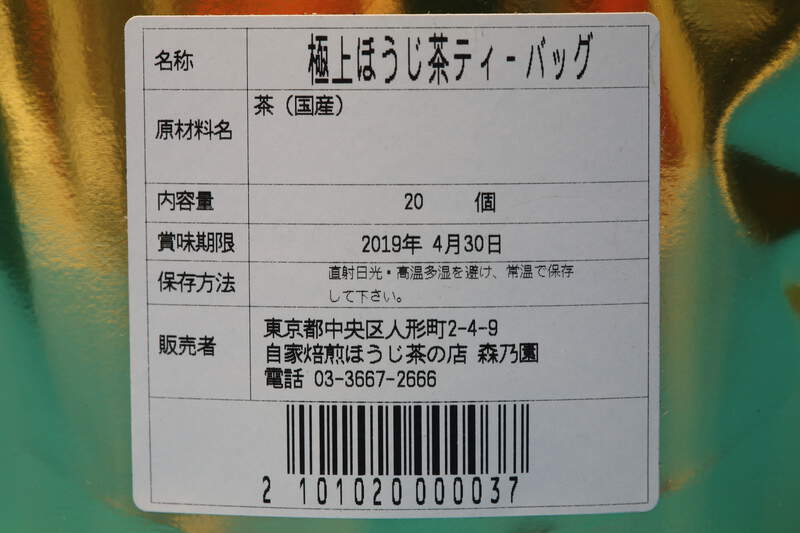 名称 極上ほうじ茶ティ-バッグ
原材料名 茶（国産）
内容量 20 個
賞味期限 2019年 4月30日
保存方法 直射日光・高温多湿を避け、常温で保存
して下さい。
販売者 東京都中央区人形町2-4-9
自家焙煎ほうじ茶の店 森乃園
電話 03-3667-2666
2 101020 000037